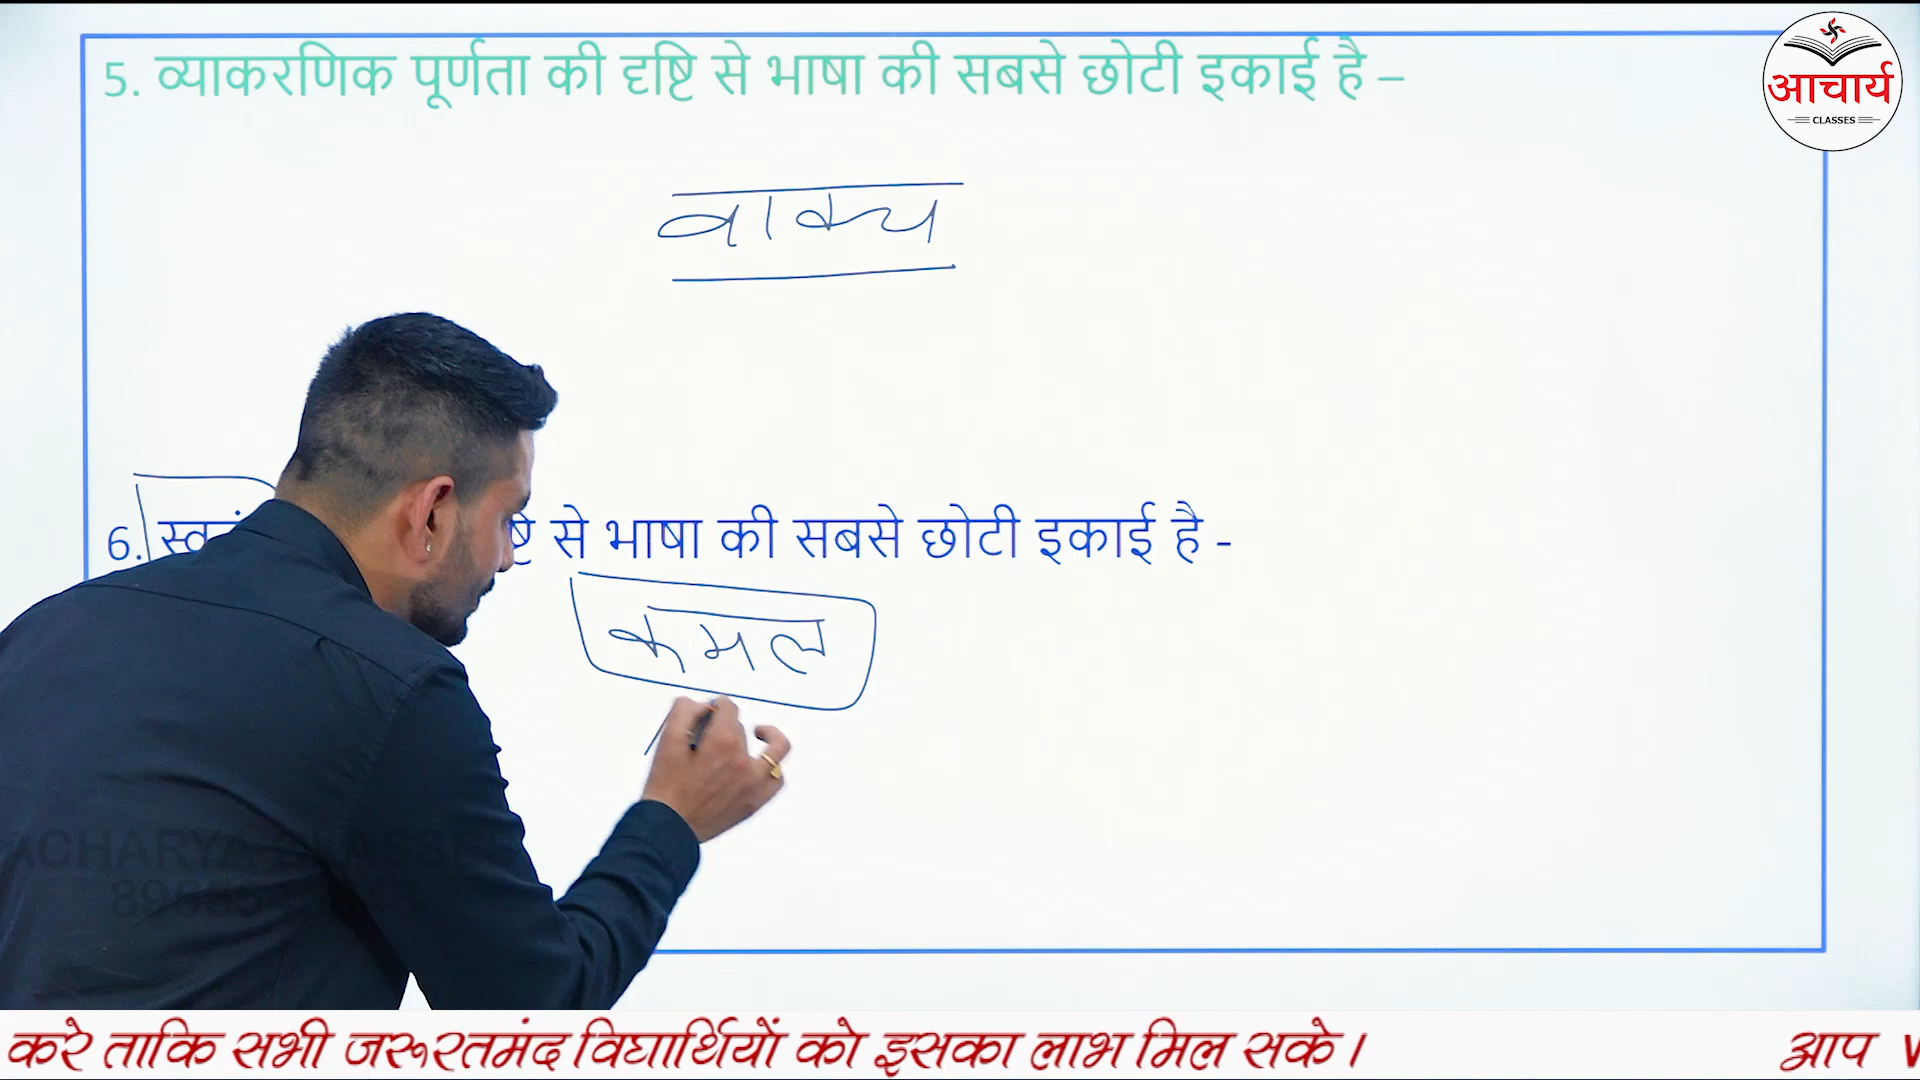 5. व्याकरणिक पूर्णता की दृष्टि से भाषा की सबसे छोटी इकाई है –
आचार्य
CLASSES
वाक्य
6. से भाषा की सबसे छोटी इकाई है -
कमल
करे ताकि सभी जरूरतमंद विद्यार्थियों को इसका लाभ मिल सके। आप